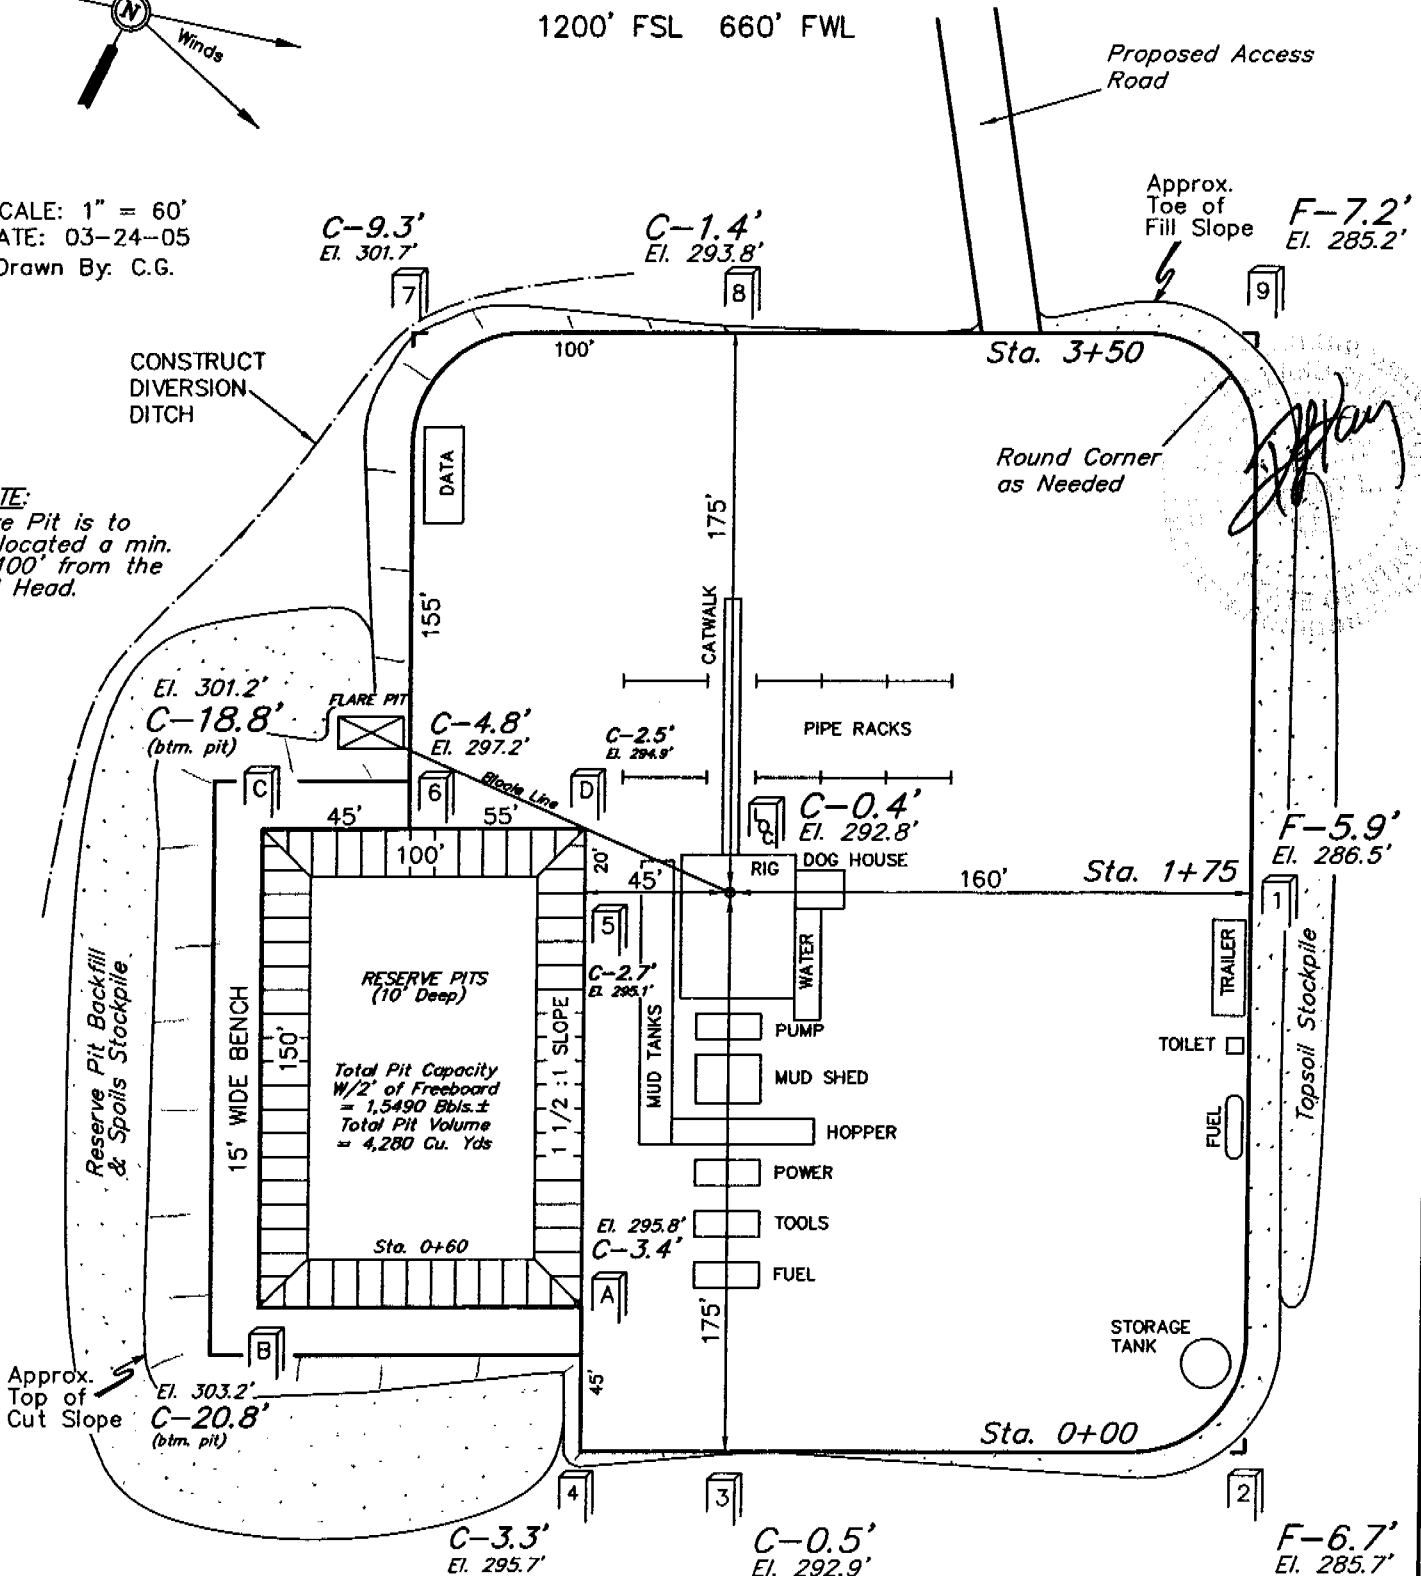 1200' FSL 660' FWL
N
Winds
Proposed Access
Road
CALE: 1" = 60'
ATE: 03-24-05
Drawn By: C.G.
Approx.
Toe of
Fill Slope
C-9.3'
El. 301.7'
C-1.4'
El. 293.8'
F-7.2'
El. 285.2'
7
8
9
100'
Sta. 3+50
CONSTRUCT
DIVERSION
DITCH
DATA
Round Corner
as Needed
TE:
e Pit is to
located a min.
100' from the
Head.
175'
155'
CATWALK
El. 301.2'
C-18.8'
(btm. pit)
FLARE PIT
C-4.8'
El. 297.2'
C-2.5'
El. 294.9'
PIPE RACKS
C
6
Blooie Line
D
LOC
C-0.4'
El. 292.8'
F-5.9'
El. 286.5'
45'
55'
100'
20'
RIG
DOG HOUSE
45'
160'
Sta. 1+75
1
5
C-2.7'
El. 295.1'
WATER
TRAILER
RESERVE PITS
(10' Deep)
Reserve Pit Backfill
& Spoils Stockpile
15' WIDE BENCH
150'
1 1/2 :1 SLOPE
MUD TANKS
PUMP
TOILET
Topsoil Stockpile
Total Pit Capacity
W/2' of Freeboard
= 1,5490 Bbls.±
Total Pit Volume
= 4,280 Cu. Yds
MUD SHED
HOPPER
FUEL
POWER
El. 295.8'
C-3.4'
TOOLS
Sta. 0+60
FUEL
A
175'
B
STORAGE
TANK
Approx.
Top of
Cut Slope
El. 303.2'
C-20.8'
(btm. pit)
45'
Sta. 0+00
4
3
2
C-3.3'
El. 295.7'
C-0.5'
El. 292.9'
F-6.7'
El. 285.7'